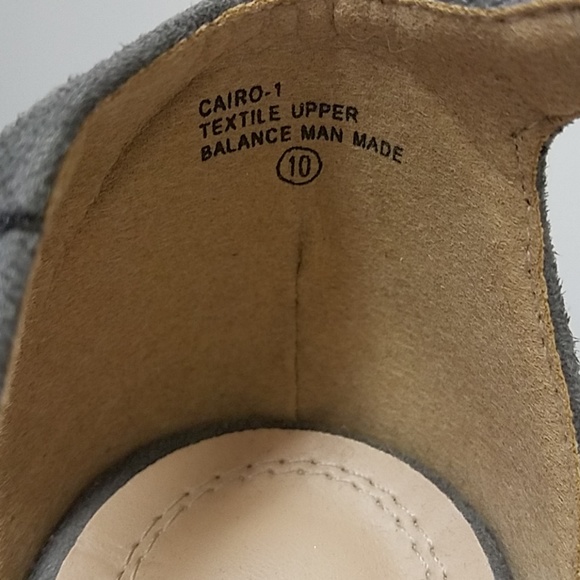 CAIRO-1
TEXTILE UPPER
BALANCE MAN MADE
10